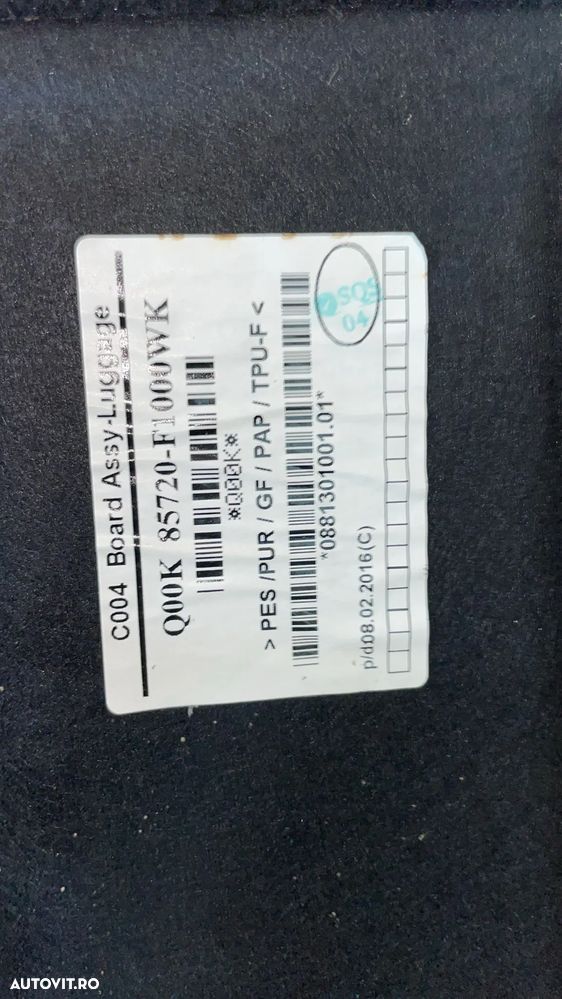 C004 Board Assy-Luggage
Q00K 85720-F1000WK
*Q00K*
> PES /PUR / GF / PAP / TPU-F <
*0881301001.01*
SQS
04
p/d08.02.2016(C)
AUTOVIT.RO